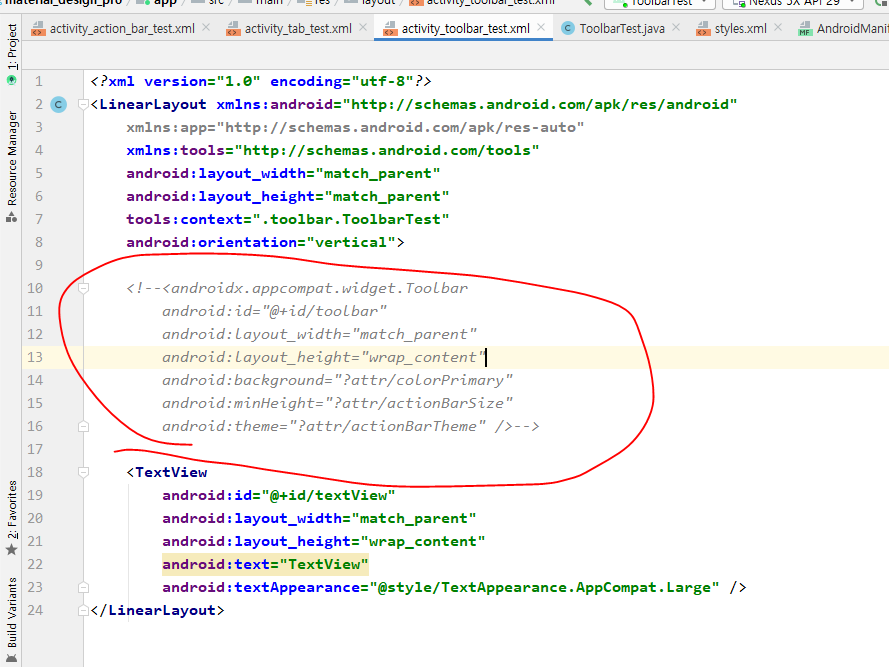 material_design_pro app src main res layout activity_toolbar_test.xml ToolbarTest Nexus 5X API 29
activity_action_bar_test.xml activity_tab_test.xml activity_toolbar_test.xml ToolbarTest.java styles.xml AndroidManif
1: Project
Resource Manager
2: Favorites
Build Variants
1 <?xml version="1.0" encoding="utf-8"?>
2 <LinearLayout xmlns:android="http://schemas.android.com/apk/res/android"
3 xmlns:app="http://schemas.android.com/apk/res-auto"
4 xmlns:tools="http://schemas.android.com/tools"
5 android:layout_width="match_parent"
6 android:layout_height="match_parent"
7 tools:context=".toolbar.ToolbarTest"
8 android:orientation="vertical">
9
10 <!--<androidx.appcompat.widget.Toolbar
11 android:id="@+id/toolbar"
12 android:layout_width="match_parent"
13 android:layout_height="wrap_content"
14 android:background="?attr/colorPrimary"
15 android:minHeight="?attr/actionBarSize"
16 android:theme="?attr/actionBarTheme" />-->
17
18 <TextView
19 android:id="@+id/textView"
20 android:layout_width="match_parent"
21 android:layout_height="wrap_content"
22 android:text="TextView"
23 android:textAppearance="@style/TextAppearance.AppCompat.Large" />
24 </LinearLayout>